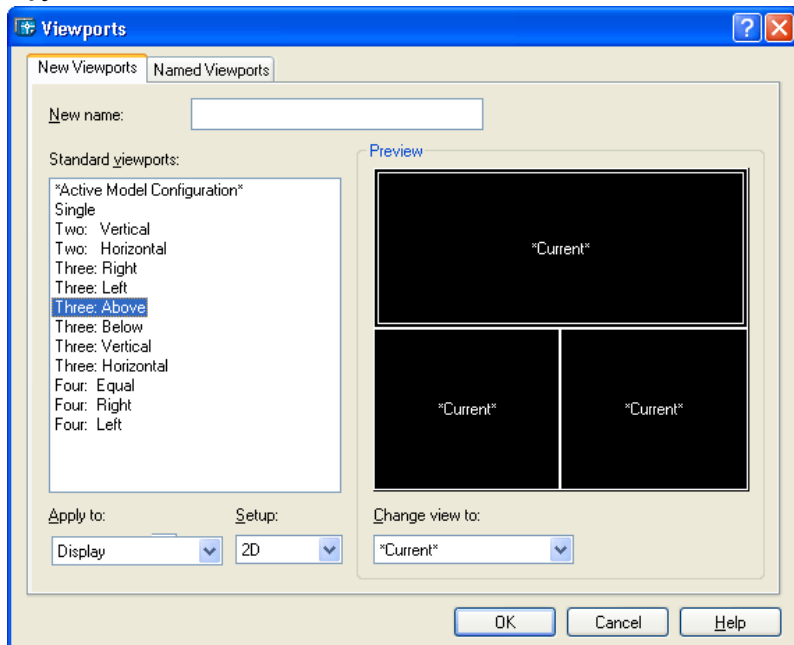 Viewports
New Viewports
Named Viewports
New name:
Standard viewports:
*Active Model Configuration*
Single
Two: Vertical
Two: Horizontal
Three: Right
Three: Left
Three: Above
Three: Below
Three: Vertical
Three: Horizontal
Four: Equal
Four: Right
Four: Left
Apply to:
Setup:
Display
2D
Preview
*Current*
*Current*
*Current*
Change view to:
*Current*
OK
Cancel
Help